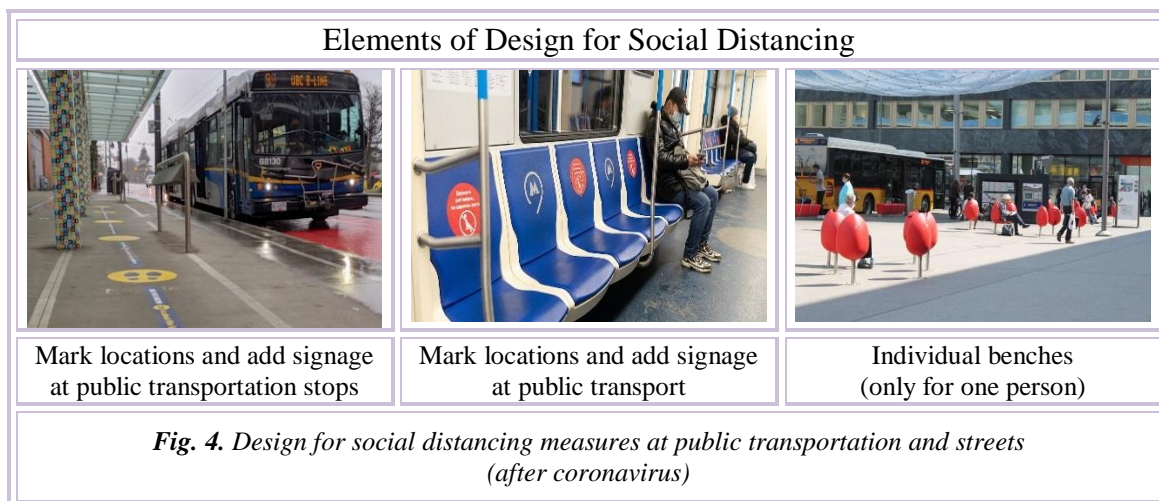 Elements of Design for Social Distancing
99 UBC B-LINE
B8130
M
M
Mark locations and add signage
at public transportation stops
Mark locations and add signage
at public transport
Individual benches
(only for one person)
Fig. 4. Design for social distancing measures at public transportation and streets
(after coronavirus)